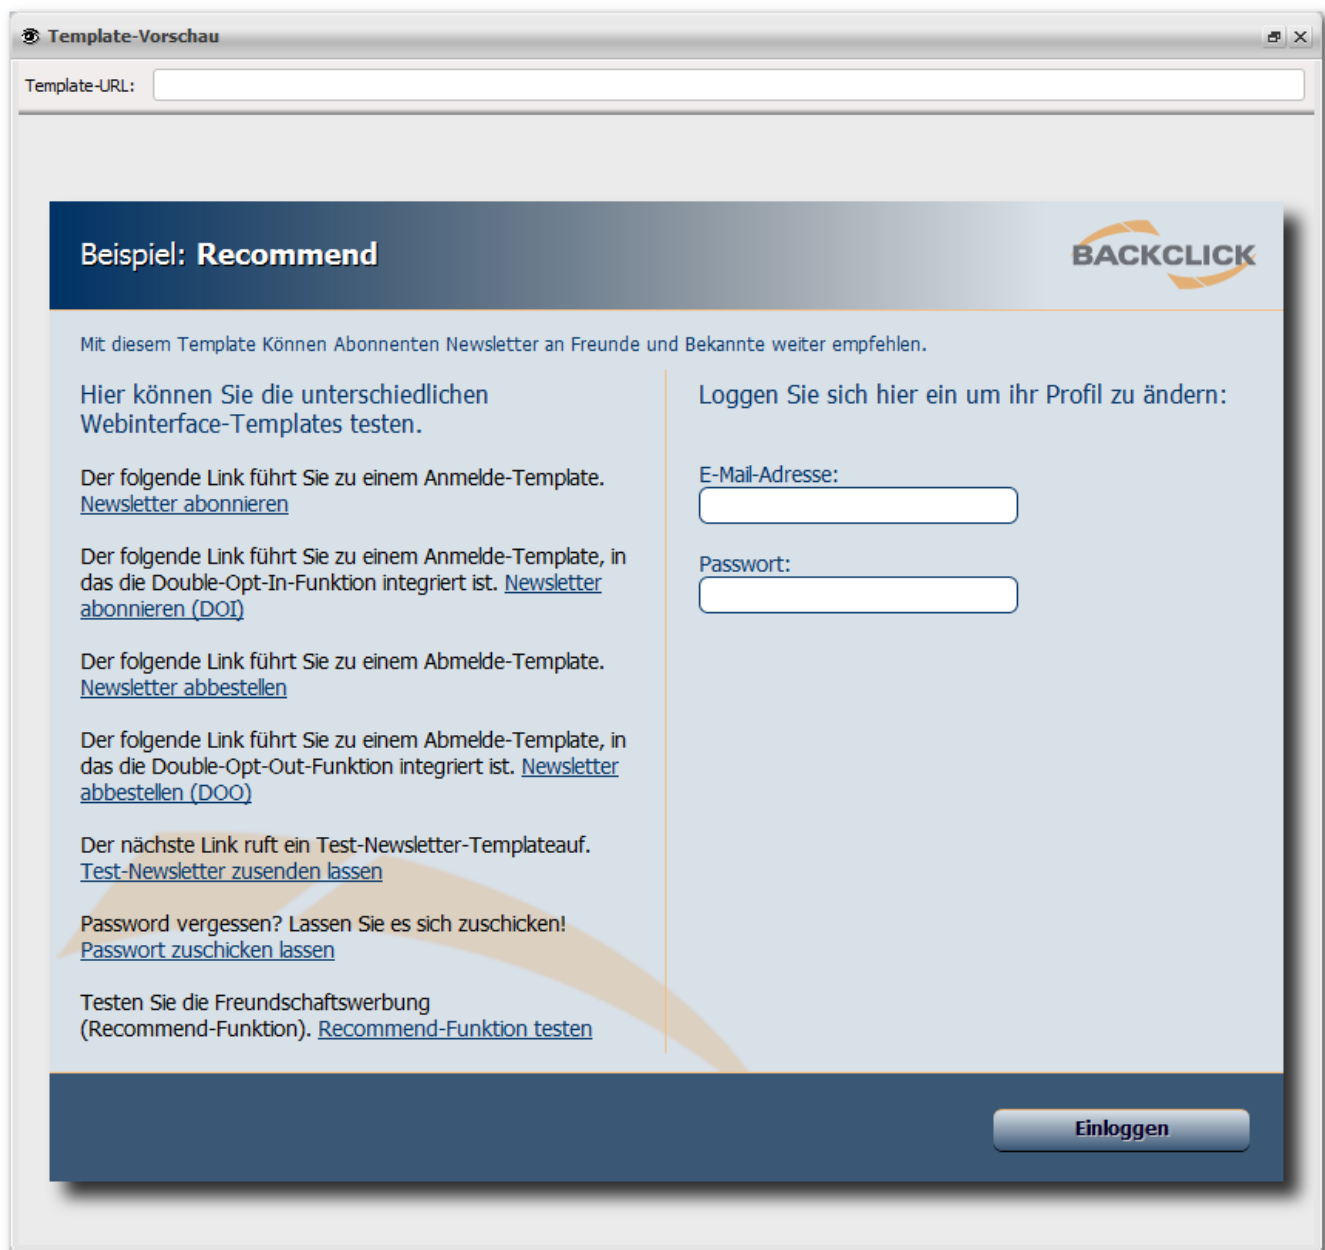 Template-Vorschau
Template-URL:
Beispiel: Recommend
BACKCLICK
Mit diesem Template Können Abonnenten Newsletter an Freunde und Bekannte weiter empfehlen.
Hier können Sie die unterschiedlichen
Webinterface-Templates testen.
Der folgende Link führt Sie zu einem Anmelde-Template.
Newsletter abonnieren
Der folgende Link führt Sie zu einem Anmelde-Template, in
das die Double-Opt-In-Funktion integriert ist. Newsletter
abonnieren (DOI)
Der folgende Link führt Sie zu einem Abmelde-Template.
Newsletter abbestellen
Der folgende Link führt Sie zu einem Abmelde-Template, in
das die Double-Opt-Out-Funktion integriert ist. Newsletter
abbestellen (DOO)
Der nächste Link ruft ein Test-Newsletter-Templateauf.
Test-Newsletter zusenden lassen
Password vergessen? Lassen Sie es sich zuschicken!
Passwort zuschicken lassen
Testen Sie die Freundschaftswerbung
(Recommend-Funktion). Recommend-Funktion testen
Loggen Sie sich hier ein um ihr Profil zu ändern:
E-Mail-Adresse:
Passwort:
Einloggen